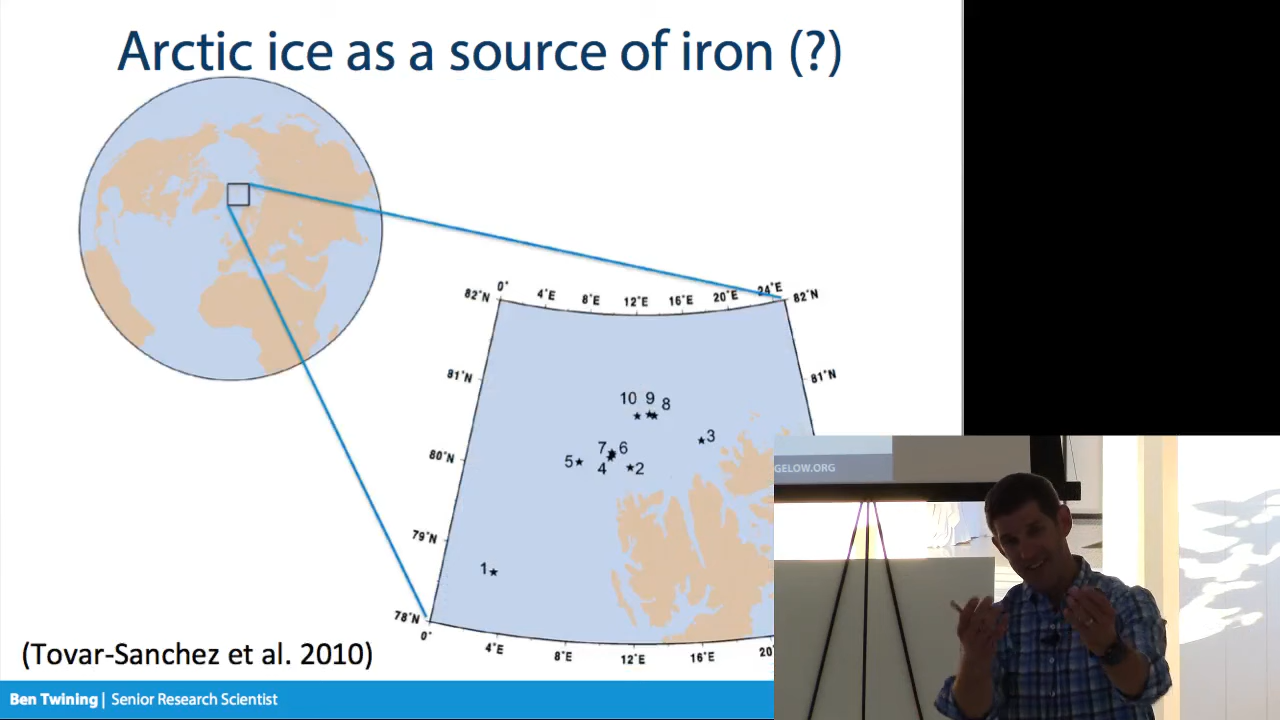 Arctic ice as a source of iron (?)
0° 4°E 8°E 12°E 16°E 20°E 24°E
82°N 82°N
81°N 81°N
10 9 8
3
7 6
80°N
5 4 2
79°N
1
78°N
0° 4°E 8°E 12°E 16°E 20
(Tovar-Sanchez et al. 2010)
Ben Twining | Senior Research Scientist
GELOW.ORG